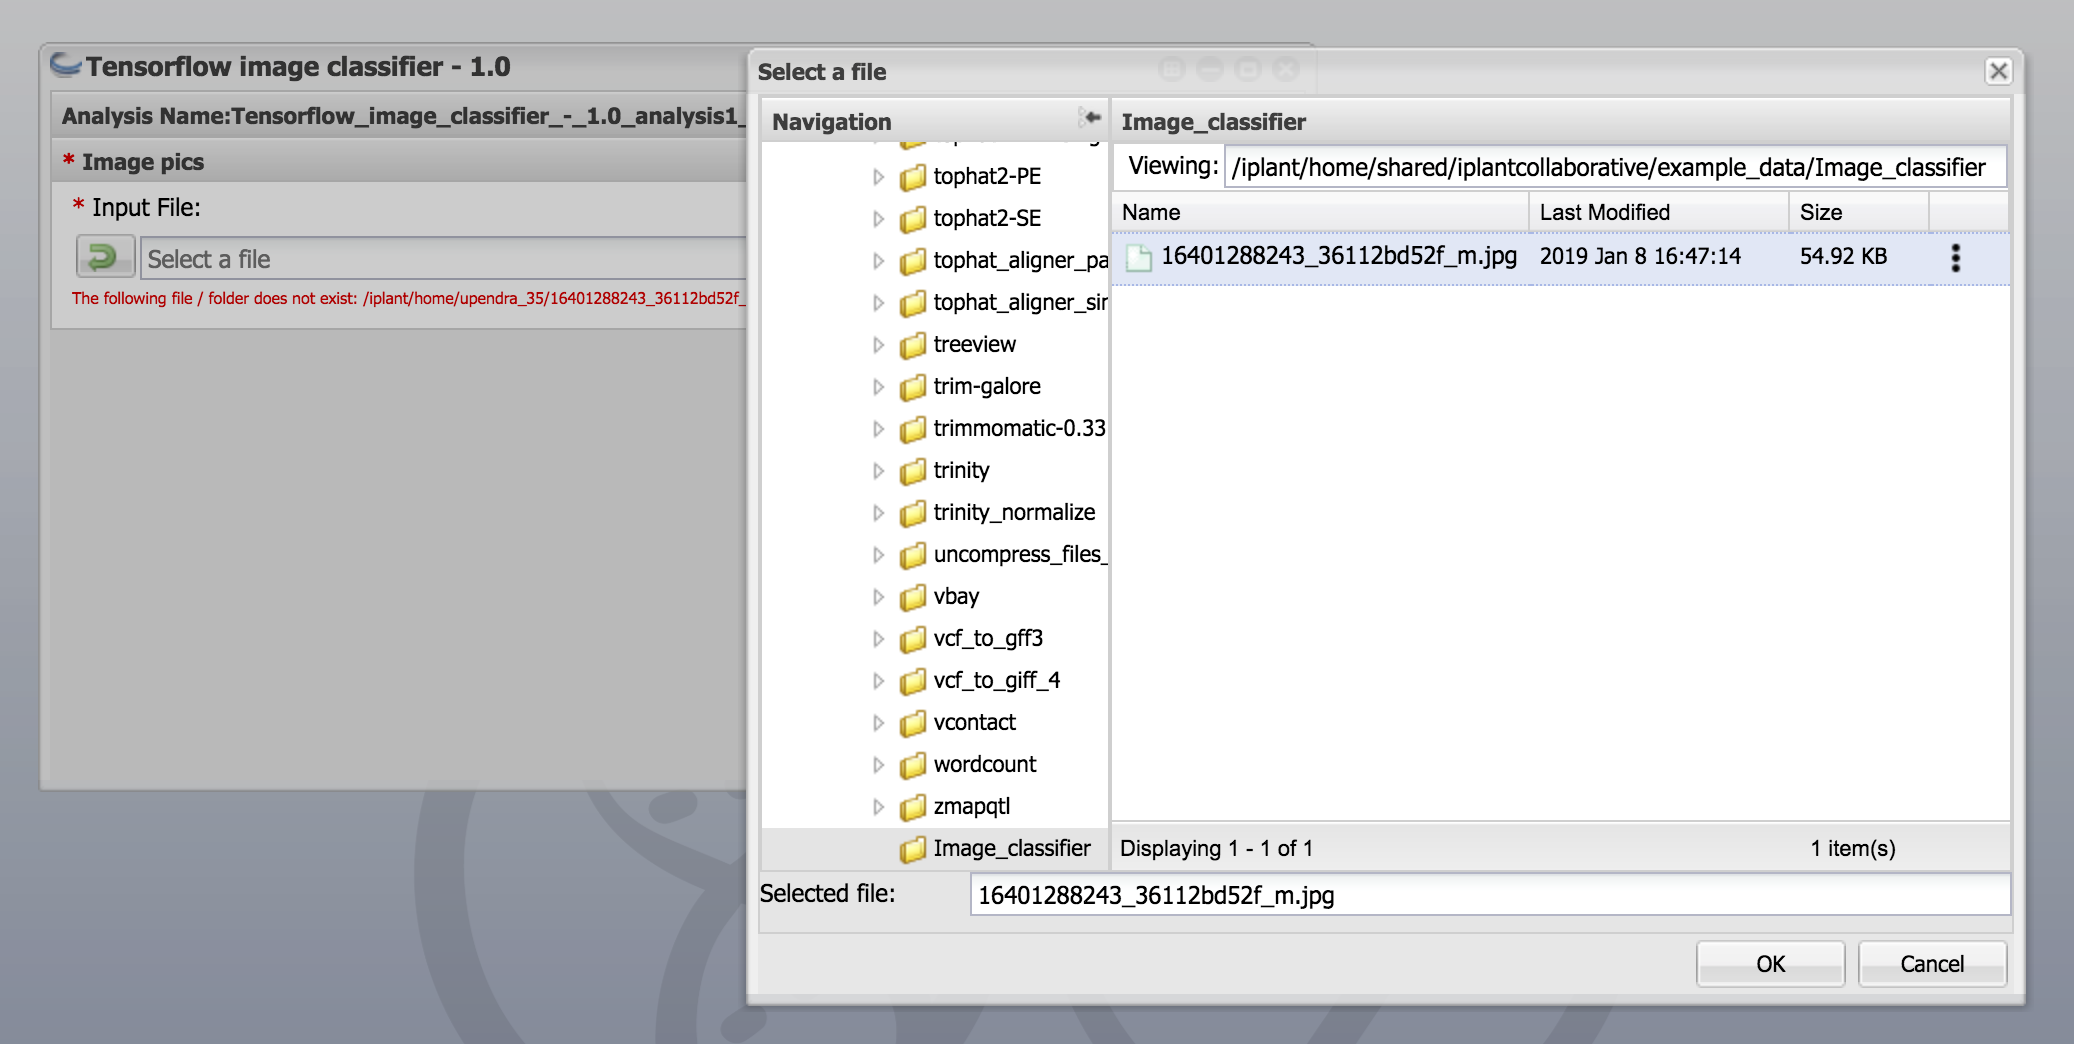 Tensorflow image classifier - 1.0
Analysis Name:Tensorflow_image_classifier_-_1.0_analysis1_
* Image pics
* Input File:
Select a file
The following file / folder does not exist: /iplant/home/upendra_35/16401288243_36112bd52f_
Select a file
Navigation
tophat2-PE
tophat2-SE
tophat_aligner_pa
tophat_aligner_sin
treeview
trim-galore
trimmomatic-0.33
trinity
trinity_normalize
uncompress_files_
vbay
vcf_to_gff3
vcf_to_giff_4
vcontact
wordcount
zmapqtl
Image_classifier
Image_classifier
Viewing: /iplant/home/shared/iplantcollaborative/example_data/Image_classifier
Name Last Modified Size
16401288243_36112bd52f_m.jpg 2019 Jan 8 16:47:14 54.92 KB
Displaying 1 - 1 of 1 1 item(s)
Selected file: 16401288243_36112bd52f_m.jpg
OK Cancel